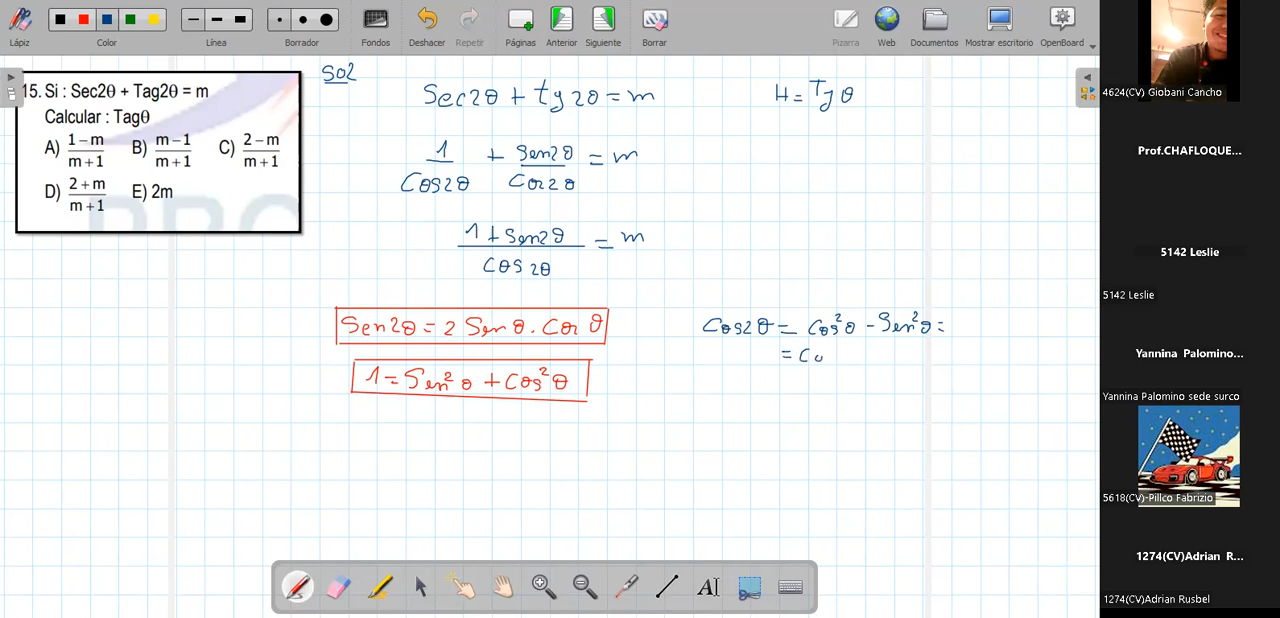 Lápiz
Color
Línea
Borrador
Fondos
Deshacer
Repetir
Páginas
Anterior
Siguiente
Borrar
Pizarra
Web
Documentos
Mostrar escritorio
OpenBoard
15. Si : Sec2θ + Tag2θ = m
Calcular : Tagθ
A) 1 – m / m + 1 B) m – 1 / m + 1 C) 2 – m / m + 1
D) 2 + m / m + 1 E) 2m
Sol
Sec2θ + tg2θ = m
H = Tgθ
1 / Cos2θ + Sen2θ / Cos2θ = m
1 + Sen2θ / Cos2θ = m
Sen2θ = 2 Senθ . Cosθ
1 = Sen²θ + Cos²θ
Cos2θ = Cos²θ - Sen²θ =
= Co
4624(CV) Giobani Cancho
Prof.CHAFLOQUE...
5142 Leslie
5142 Leslie
Yannina Palomino...
Yannina Palomino sede surco
5618(CV)-Pillco Fabrizio
1274(CV)Adrian R...
1274(CV)Adrian Rusbel
AI